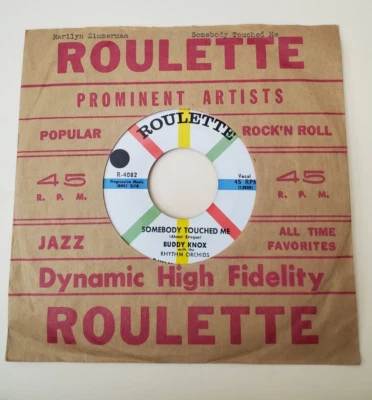 Marilyn Zimmerman Somebody Touched Me
ROULETTE
PROMINENT ARTISTS
POPULAR ROCK'N ROLL
ROULETTE
R-4082 Vocal
45 RPM
45 45
R. P. M. R. P. M.
SOMEBODY TOUCHED ME
BUDDY KNOX
with the
RHYTHM ORCHIDS
JAZZ ALL TIME
FAVORITES
Dynamic High Fidelity
ROULETTE